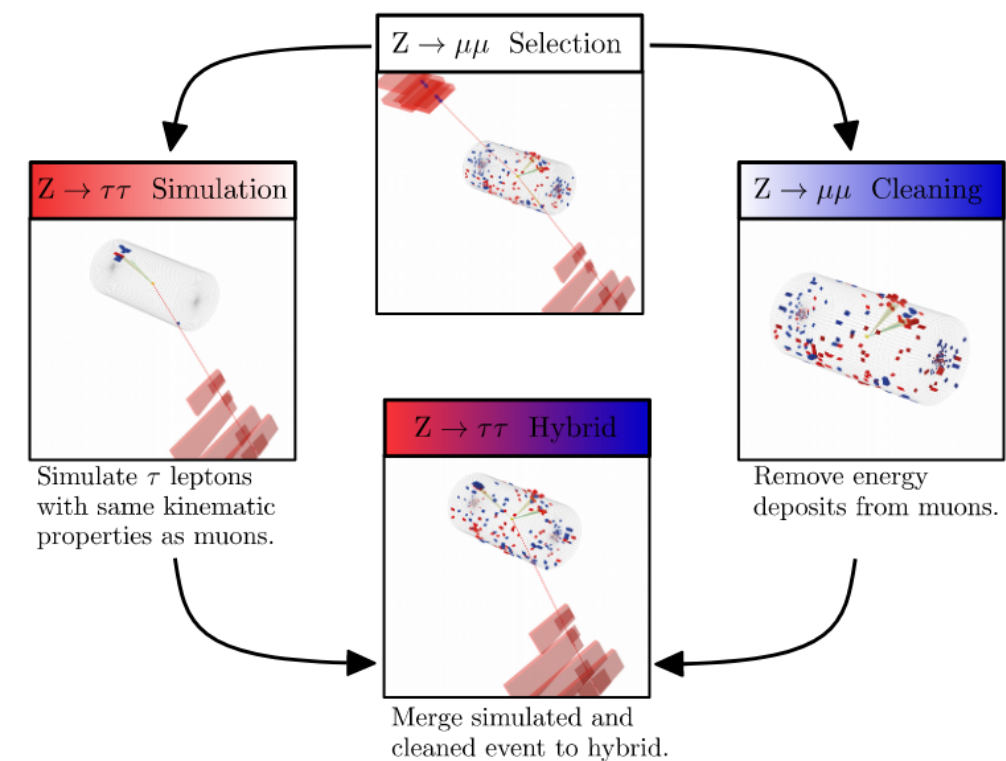 Z → μμ Selection
Z → ττ Simulation
Z → μμ Cleaning
Simulate τ leptons
with same kinematic
properties as muons.
Remove energy
deposits from muons.
Z → ττ Hybrid
Merge simulated and
cleaned event to hybrid.